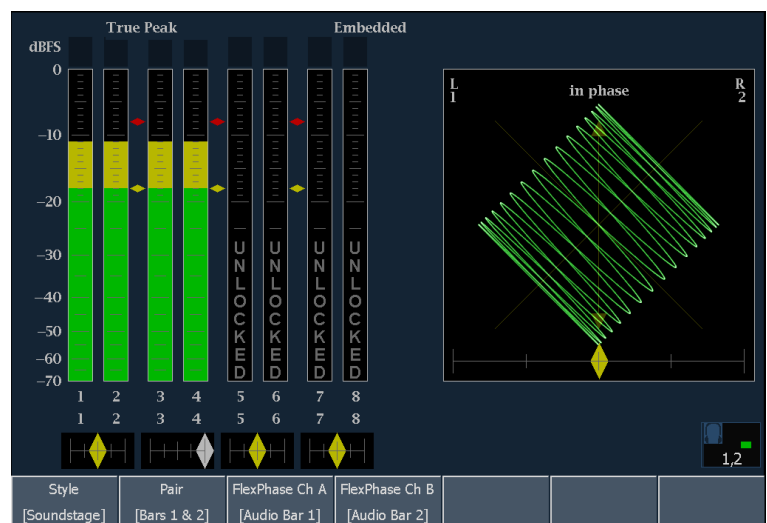 True Peak
Embedded
dBFS
0
-10
-20
-30
-40
-50
-60
-70
UNLOCKED
UNLOCKED
UNLOCKED
UNLOCKED
1 2 3 4 5 6 7 8
1 2 3 4 5 6 7 8
L
1
in phase
R
2
1,2
Style
[Soundstage]
Pair
[Bars 1 & 2]
FlexPhase Ch A
[Audio Bar 1]
FlexPhase Ch B
[Audio Bar 2]